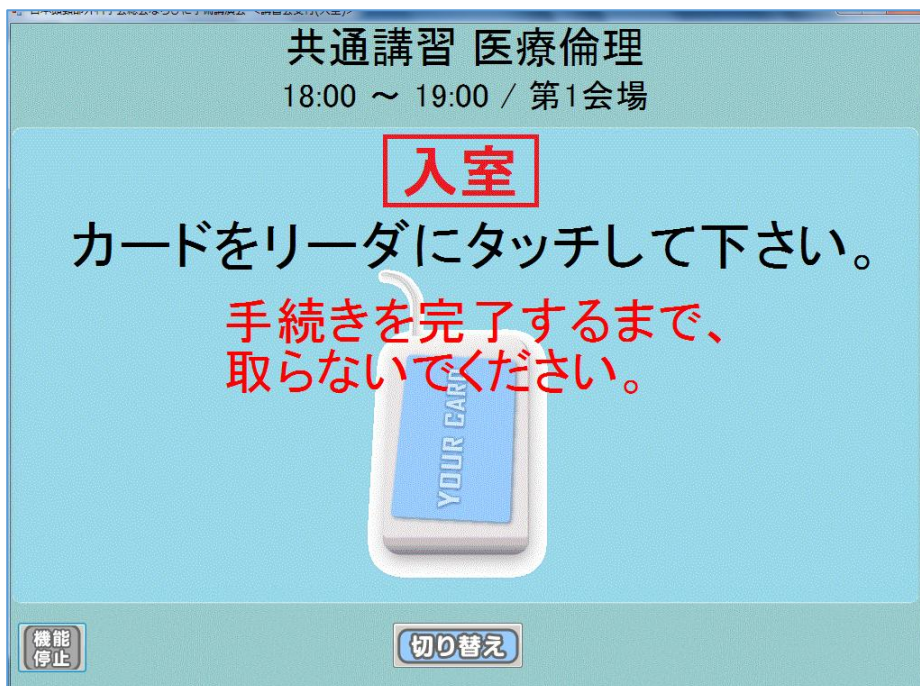 共通講習 医療倫理
18:00 ～ 19:00 / 第1会場
入室
カードをリーダにタッチして下さい。
手続きを完了するまで、
取らないでください。
YOUR CARD
機能
停止
切り替え